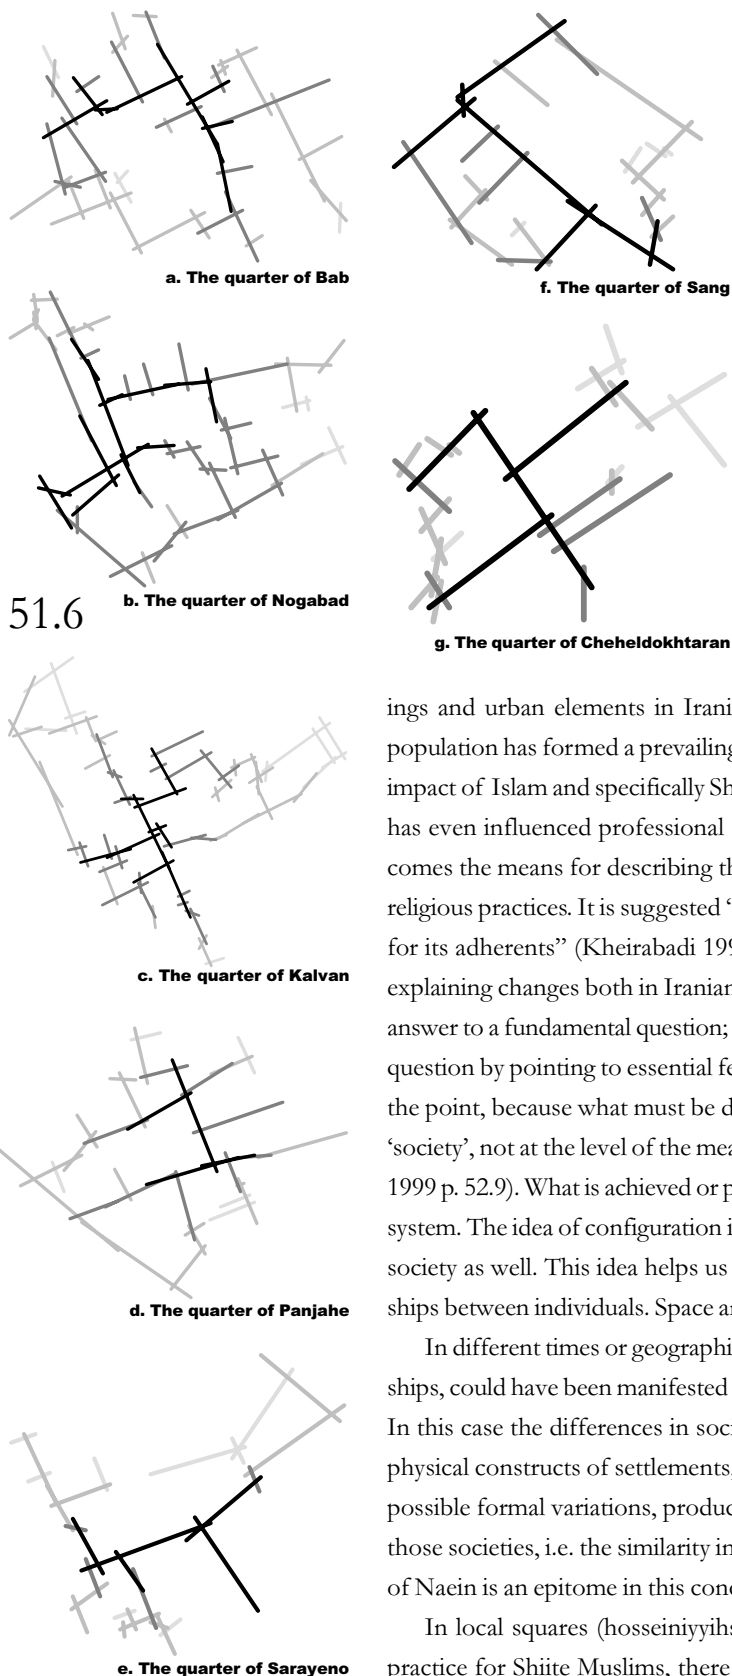 a. The quarter of Bab
b. The quarter of Nogabad
51.6
c. The quarter of Kalvan
d. The quarter of Panjahe
e. The quarter of Sarayeno
f. The quarter of Sang
g. The quarter of Cheheldokhtaran
ings and urban elements in Irani
population has formed a prevailing
impact of Islam and specifically Sh
has even influenced professional
comes the means for describing th
religious practices. It is suggested “
for its adherents” (Kheirabadi 199
explaining changes both in Iranian
answer to a fundamental question;
question by pointing to essential fe
the point, because what must be d
‘society’, not at the level of the mea
1999 p. 52.9). What is achieved or p
system. The idea of configuration i
society as well. This idea helps us
ships between individuals. Space a
In different times or geographi
ships, could have been manifested
In this case the differences in soci
physical constructs of settlements,
possible formal variations, produc
those societies, i.e. the similarity in
of Naein is an epitome in this conc
In local squares (hosseiniyyihs
practice for Shiite Muslims, there